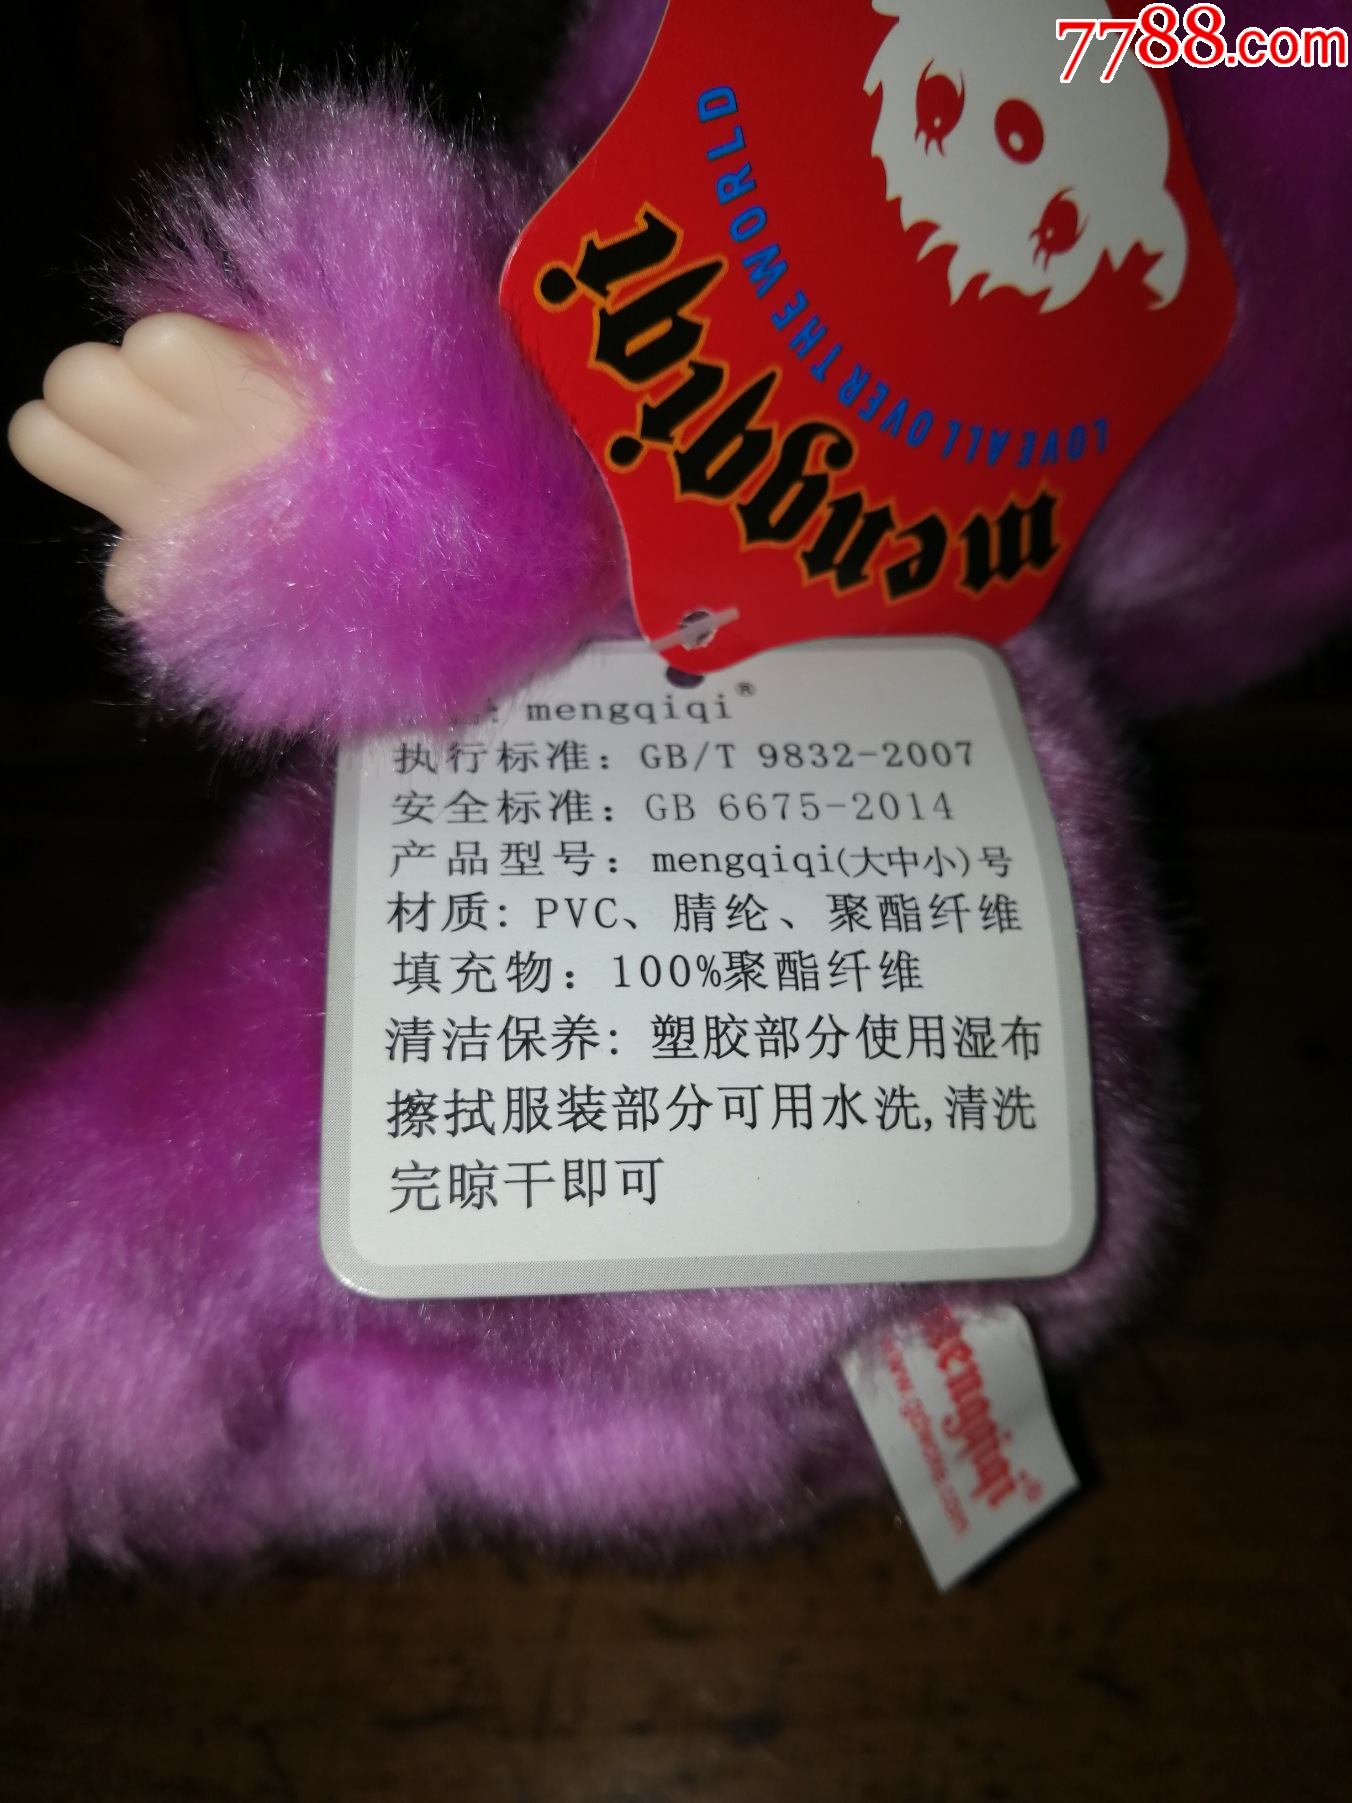 7788.com
LOVE ALL OVER THE WORLD
mengqiqi
mengqiqi®
执行标准：GB/T 9832-2007
安全标准：GB 6675-2014
产品型号：mengqiqi(大中小)号
材质：PVC、腈纶、聚酯纤维
填充物：100%聚酯纤维
清洁保养：塑胶部分使用湿布
擦拭服装部分可用水洗,清洗
完晾干即可
mengqiqi®